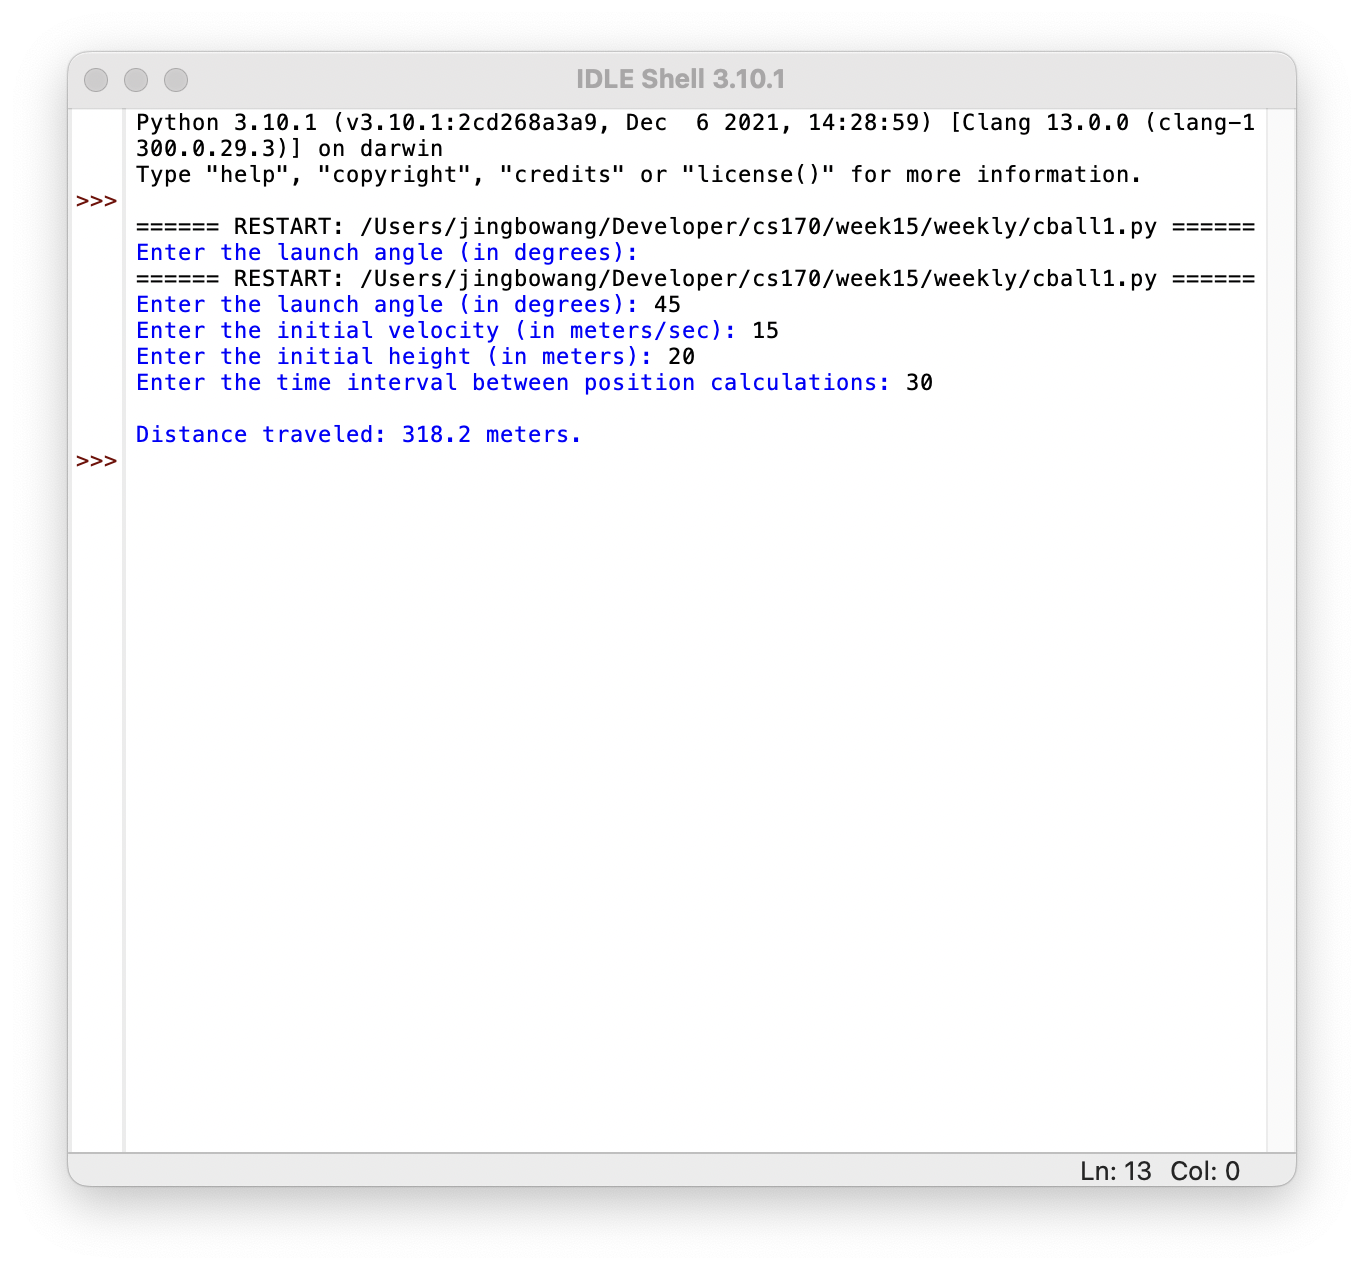 IDLE Shell 3.10.1
Python 3.10.1 (v3.10.1:2cd268a3a9, Dec  6 2021, 14:28:59) [Clang 13.0.0 (clang-1
300.0.29.3)] on darwin
Type "help", "copyright", "credits" or "license()" for more information.
>>>
====== RESTART: /Users/jingbowang/Developer/cs170/week15/weekly/cball1.py ======
Enter the launch angle (in degrees):
====== RESTART: /Users/jingbowang/Developer/cs170/week15/weekly/cball1.py ======
Enter the launch angle (in degrees): 45
Enter the initial velocity (in meters/sec): 15
Enter the initial height (in meters): 20
Enter the time interval between position calculations: 30
Distance traveled: 318.2 meters.
>>>
Ln: 13 Col: 0